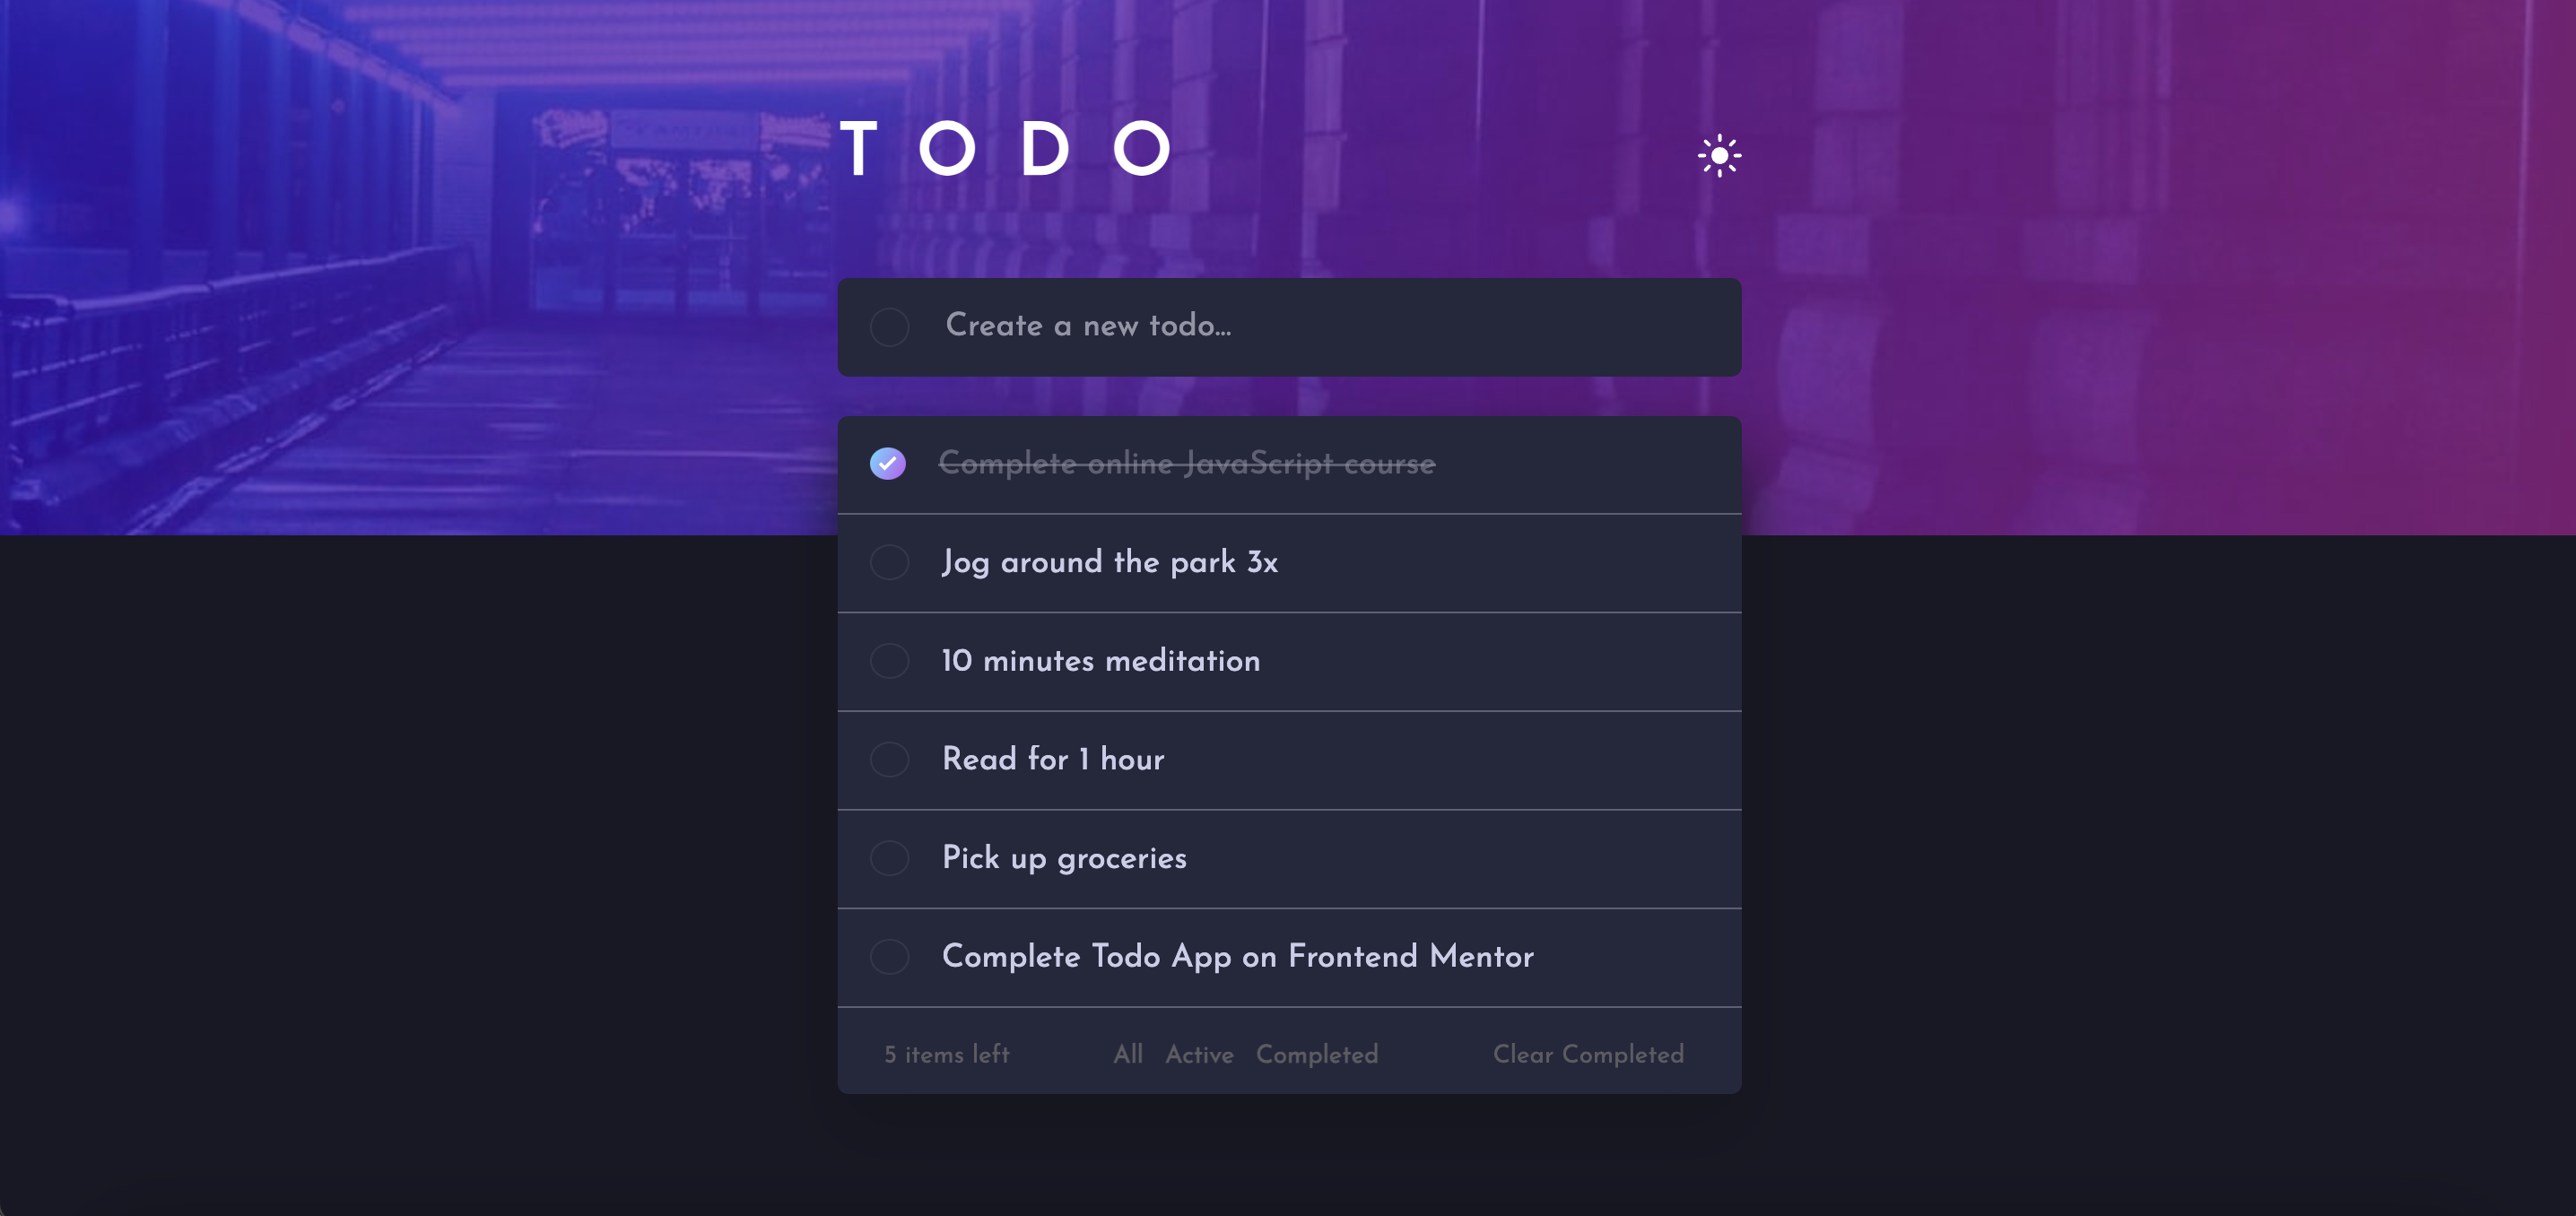 TODO
Create a new todo...
Complete online JavaScript course
Jog around the park 3x
10 minutes meditation
Read for 1 hour
Pick up groceries
Complete Todo App on Frontend Mentor
5 items left All Active Completed Clear Completed